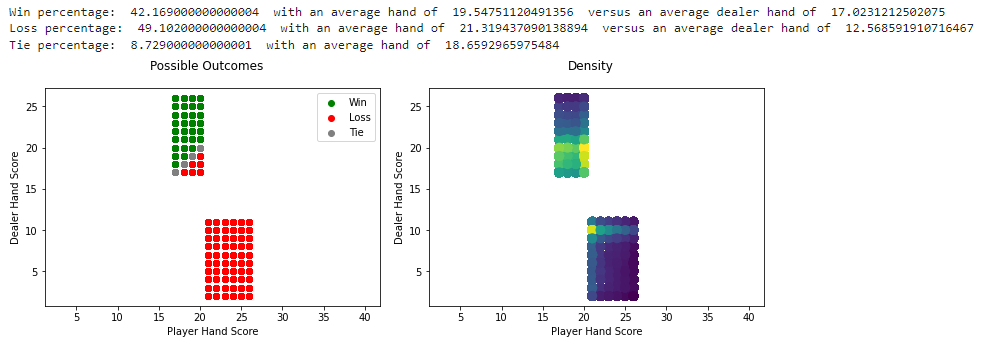 Win percentage:  42.169000000000004  with an average hand of  19.54751120491356  versus an average dealer hand of  17.0231212502075
Loss percentage:  49.102000000000004  with an average hand of  21.319437090138894  versus an average dealer hand of  12.568591910716467
Tie percentage:  8.729000000000001  with an average hand of  18.6592965975484
Possible Outcomes
Density
Win
Loss
Tie
25
20
15
10
5
Dealer Hand Score
5 10 15 20 25 30 35 40
Player Hand Score
25
20
15
10
5
Dealer Hand Score
5 10 15 20 25 30 35 40
Player Hand Score